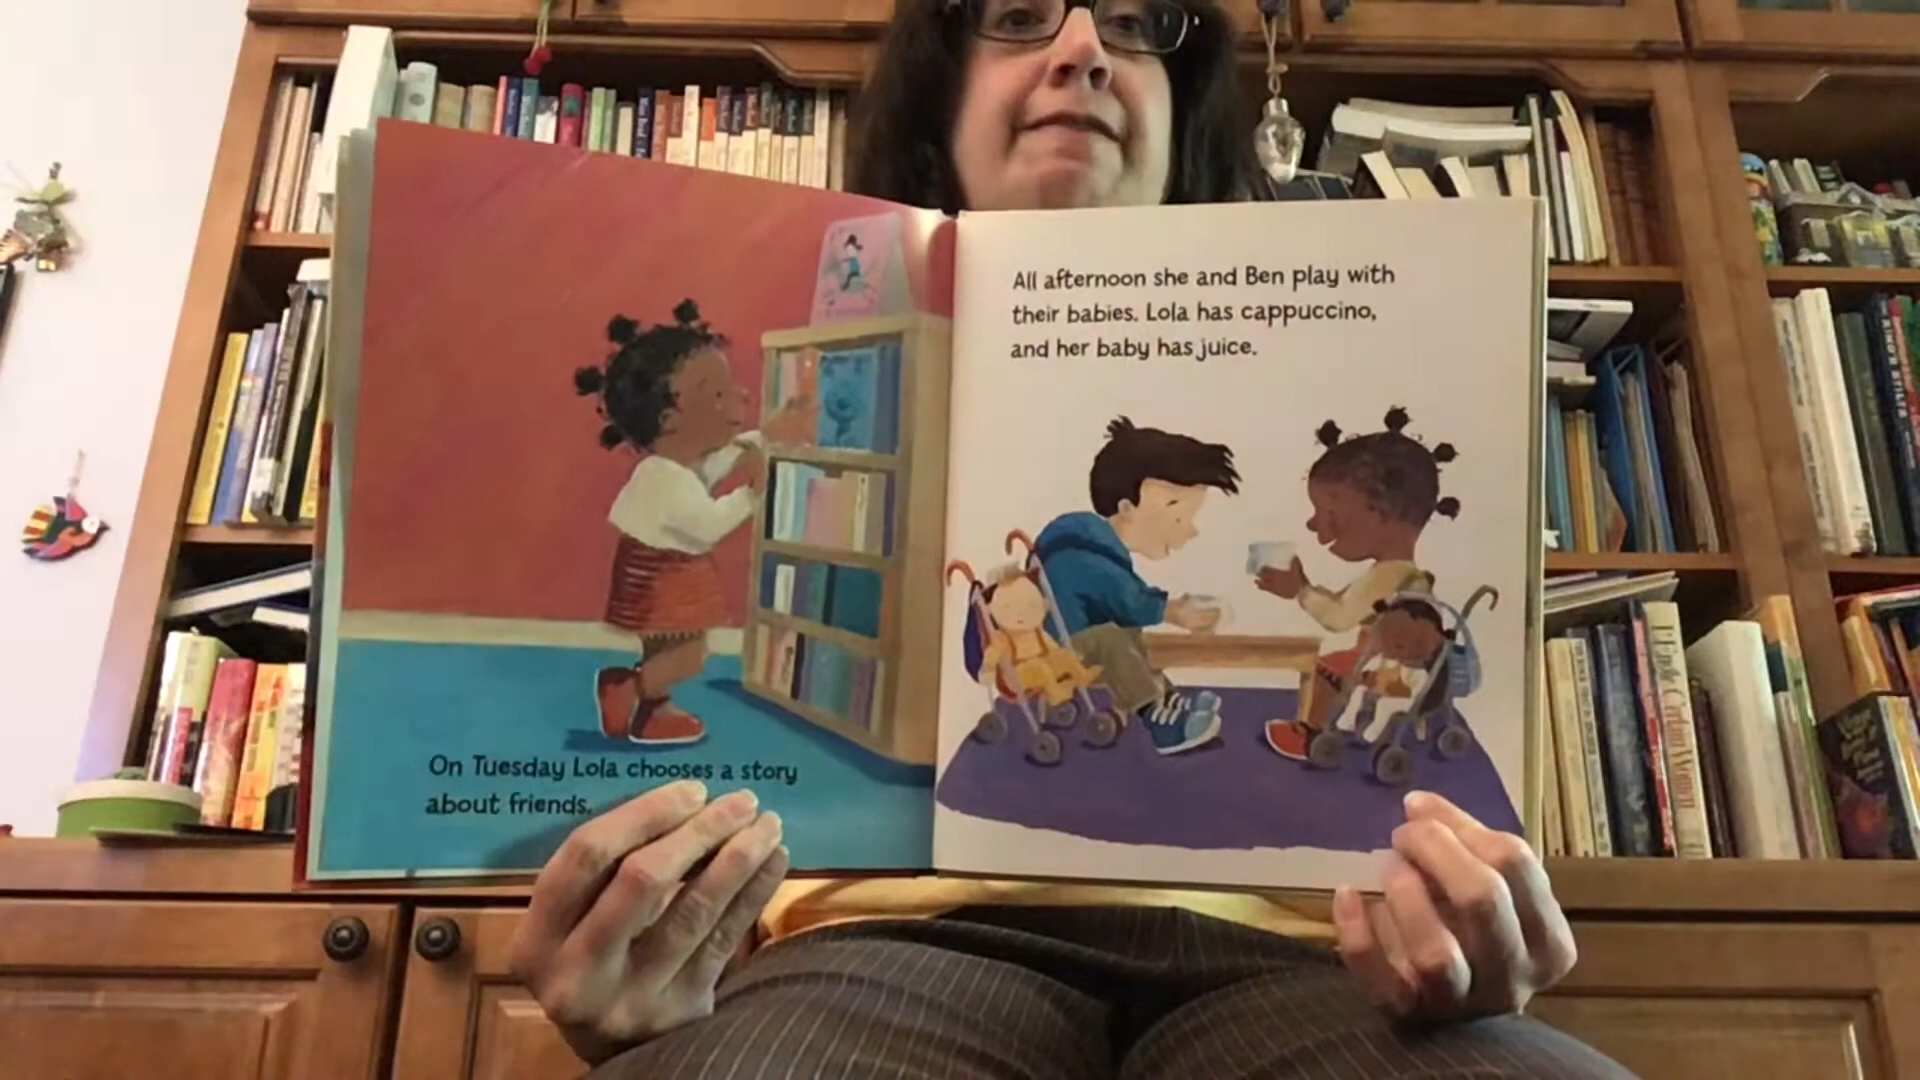 On Tuesday Lola chooses a story
about friends.
All afternoon she and Ben play with
their babies. Lola has cappuccino,
and her baby has juice.